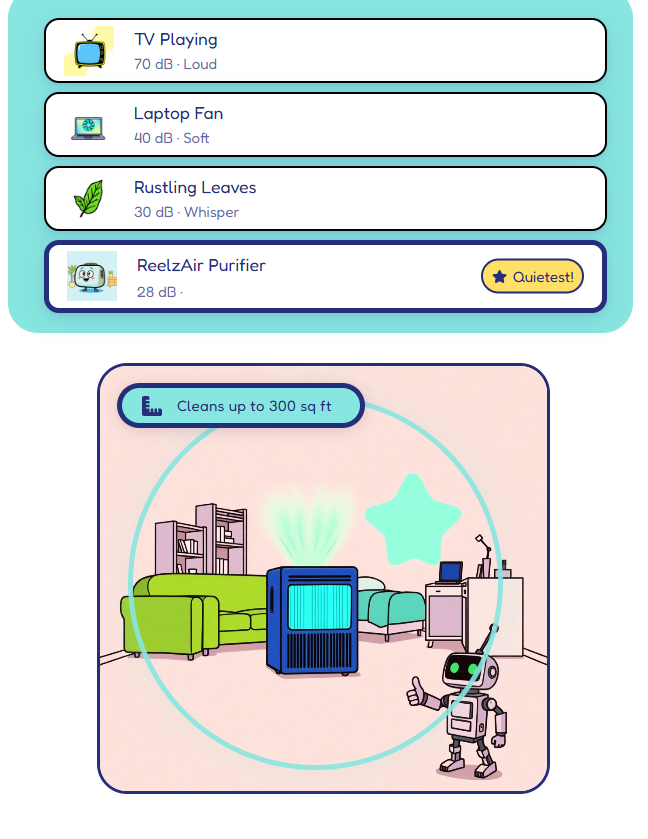 TV Playing
70 dB · Loud
Laptop Fan
40 dB · Soft
Rustling Leaves
30 dB · Whisper
ReelzAir Purifier
28 dB ·
Quietest!
Cleans up to 300 sq ft